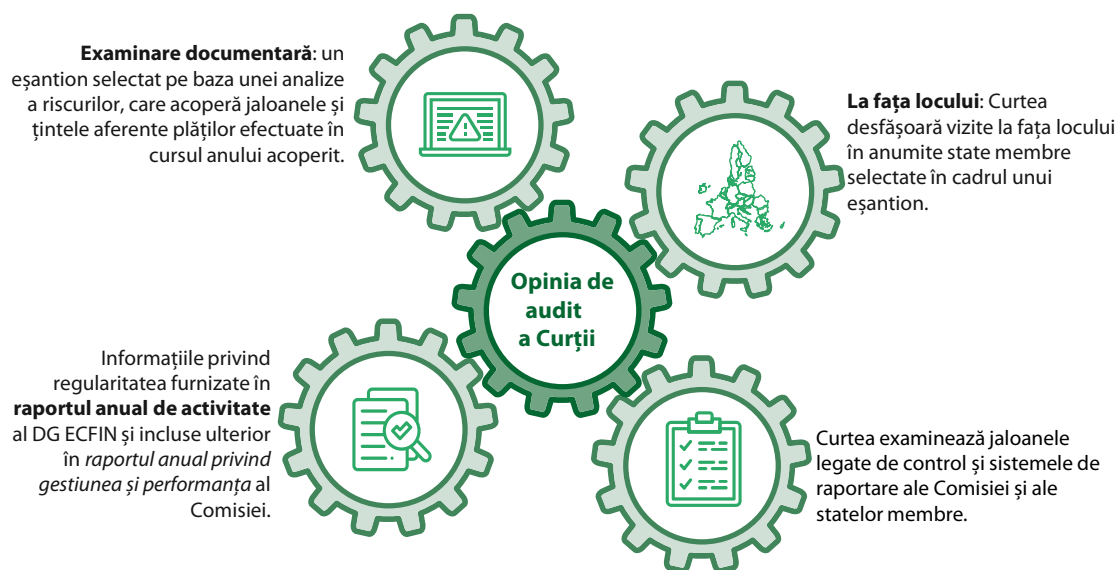 Examinare documentară: un
eșantion selectat pe baza unei analize
a riscurilor, care acoperă jaloanele și
țintele aferente plăților efectuate în
cursul anului acoperit.
La fața locului: Curtea
desfășoară vizite la fața locului
în anumite state membre
selectate în cadrul unui
eșantion.
Opinia de
audit
a Curții
Informațiile privind
regularitatea furnizate în
raportul anual de activitate
al DG ECFIN și incluse ulterior
în raportul anual privind
gestiunea și performanța al
Comisiei.
Curtea examinează jaloanele
legate de control și sistemele de
raportare ale Comisiei și ale
statelor membre.